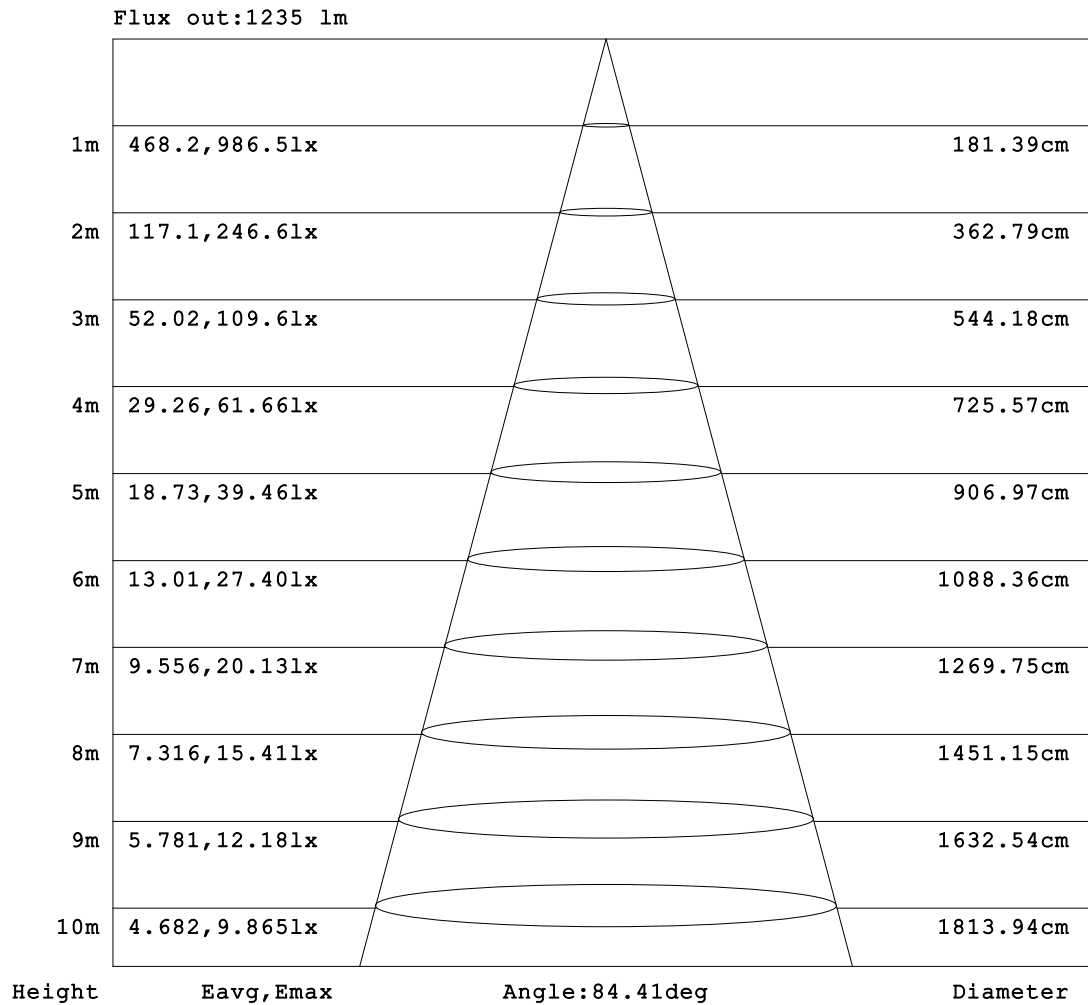 Flux out:1235 lm
1m 468.2,986.5lx 181.39cm
2m 117.1,246.6lx 362.79cm
3m 52.02,109.6lx 544.18cm
4m 29.26,61.66lx 725.57cm
5m 18.73,39.46lx 906.97cm
6m 13.01,27.40lx 1088.36cm
7m 9.556,20.13lx 1269.75cm
8m 7.316,15.41lx 1451.15cm
9m 5.781,12.18lx 1632.54cm
10m 4.682,9.865lx 1813.94cm
Height Eavg,Emax Angle:84.41deg Diameter